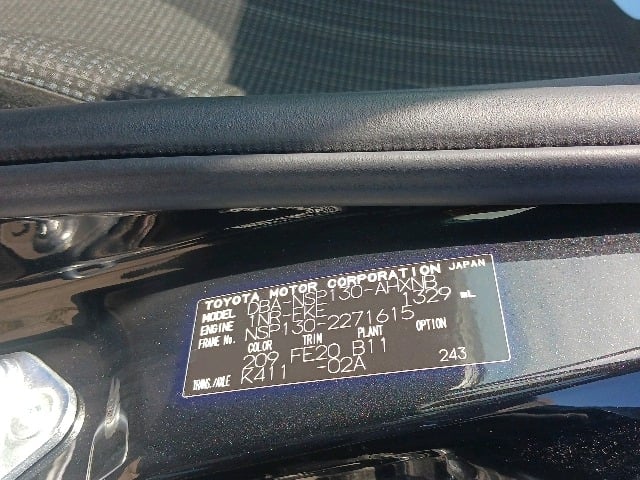 TOYOTA MOTOR CORPORATION JAPAN
MODEL DBA-NSP130-AHXNB
ENGINE 1NR-FKE 1329 mL
FRAME No. NSP130-2271615
COLOR TRIM PLANT OPTION
209 FE20 B11
TRANS./AXLE K411 -02A 243